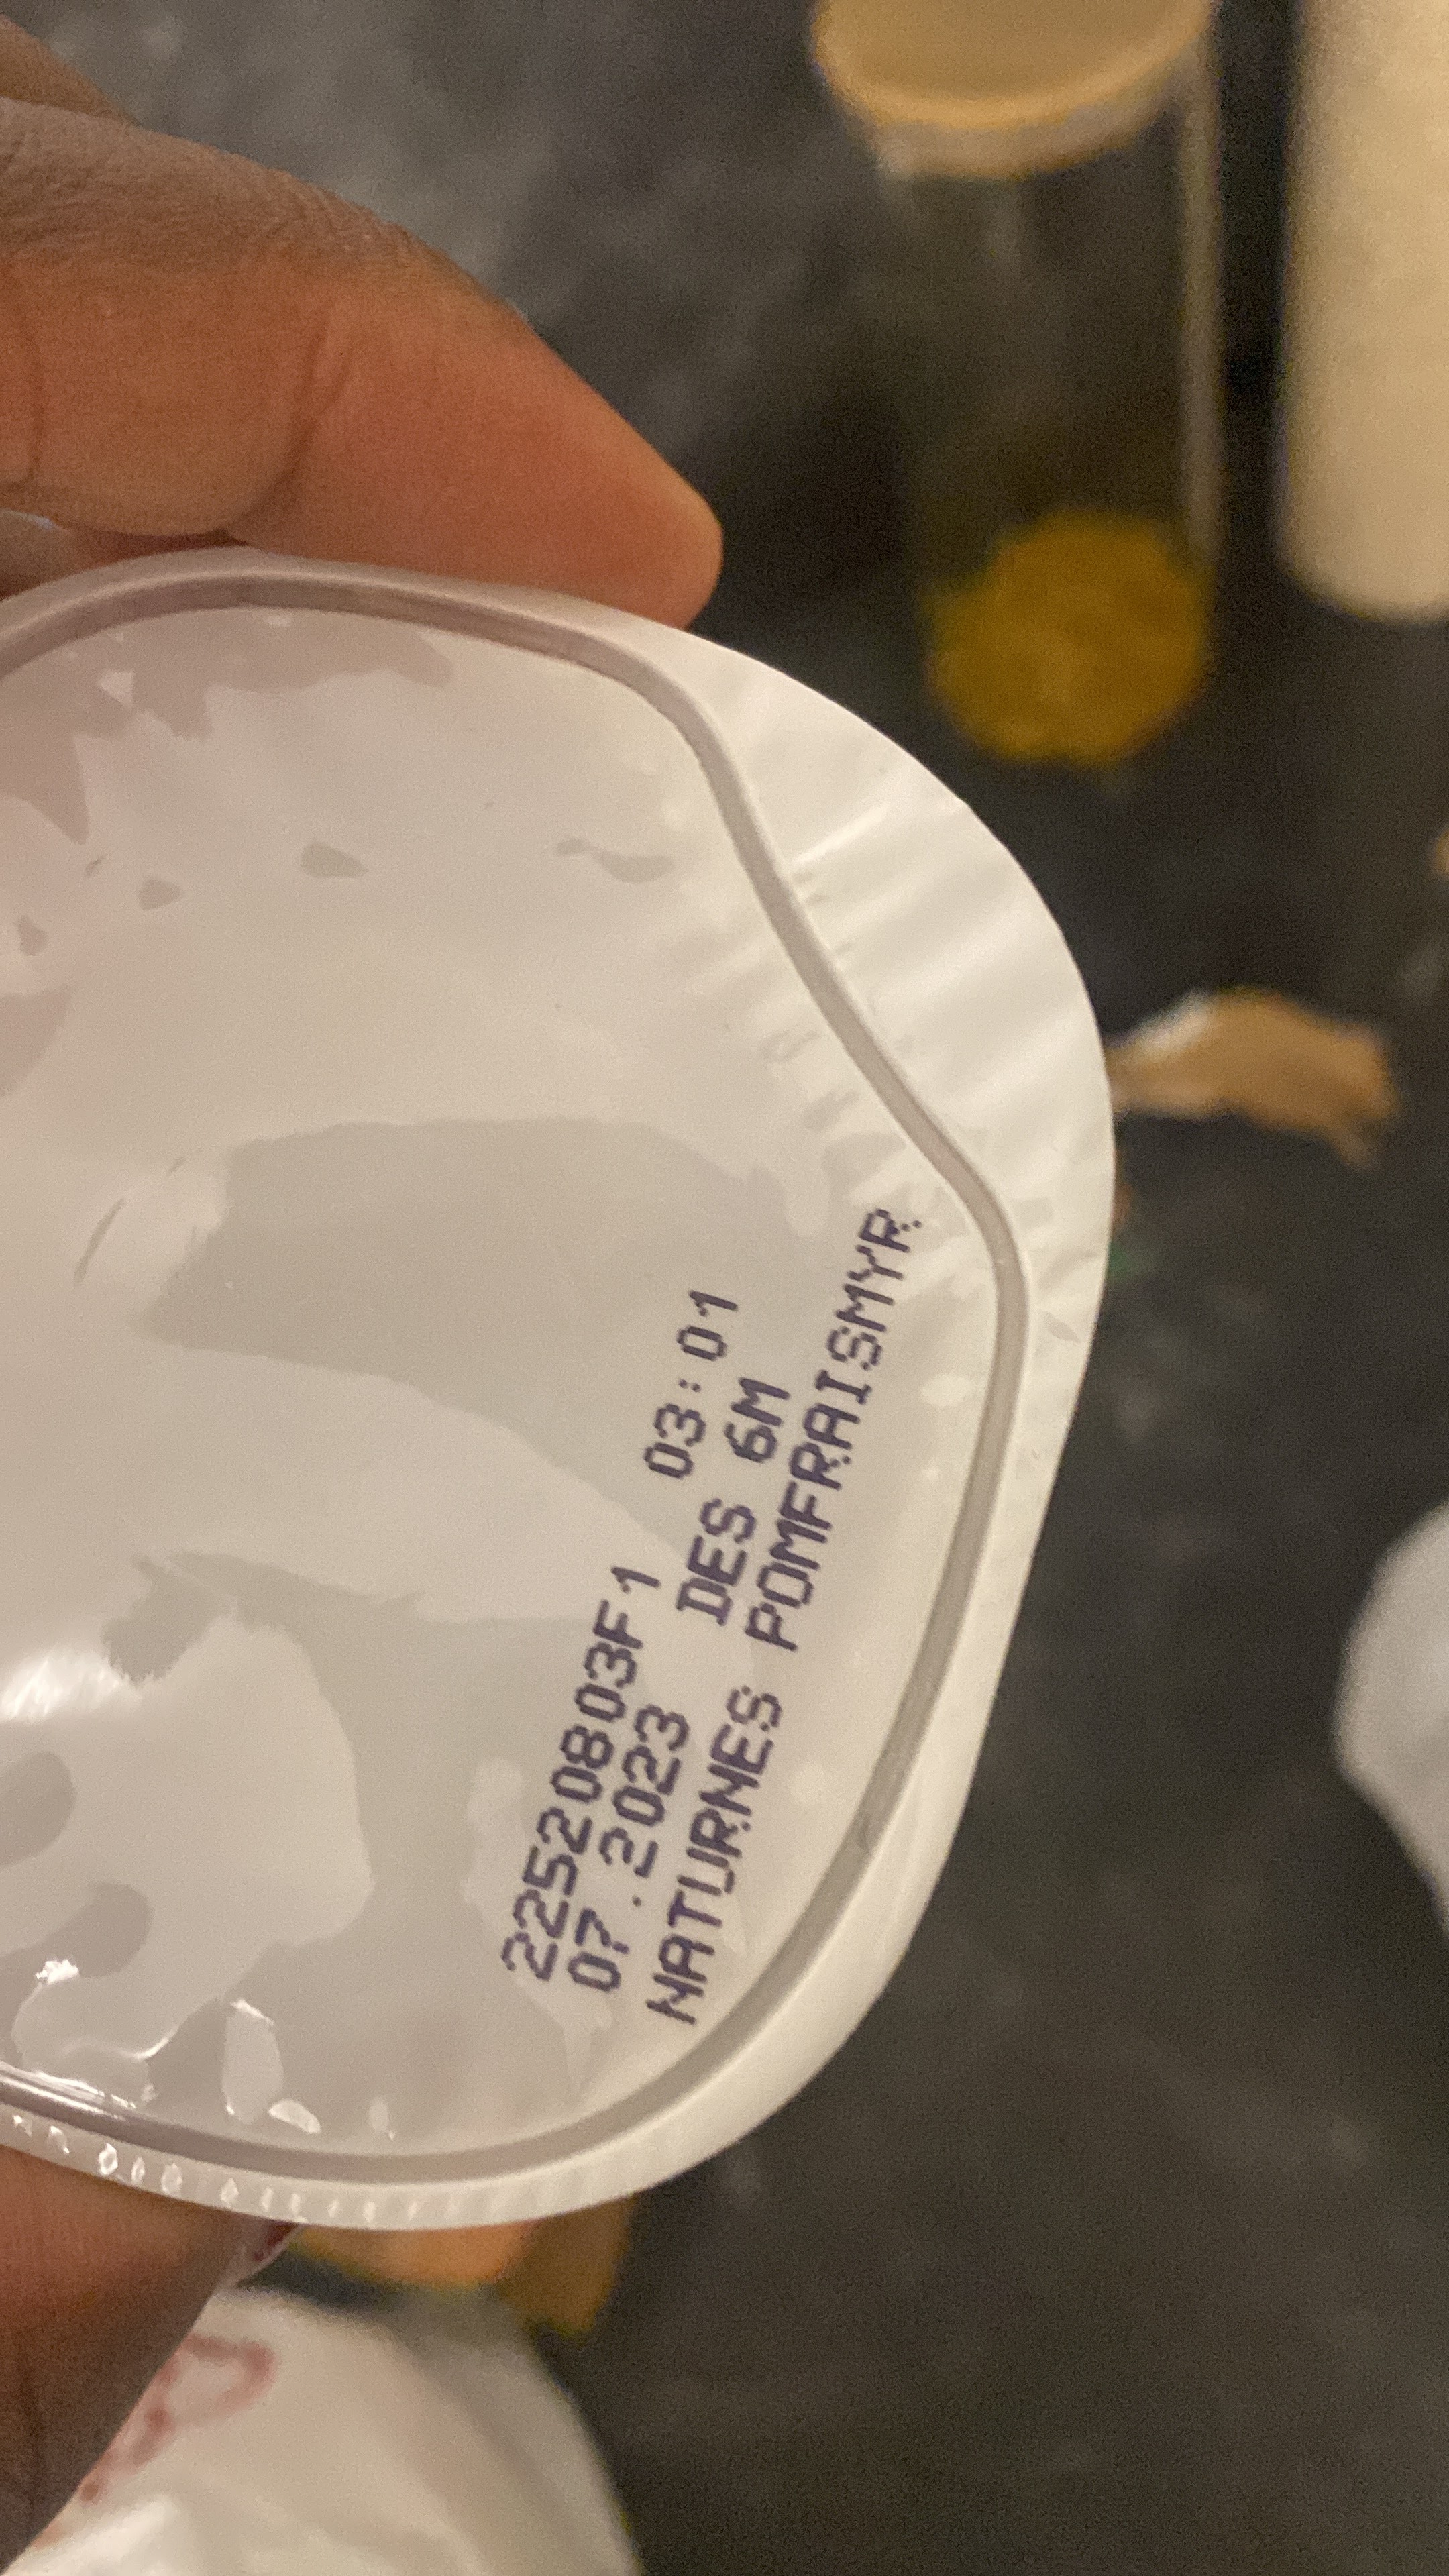 22520803F1 03:01
07.2023 DES 6M
NATURNES POMFRAISMYR